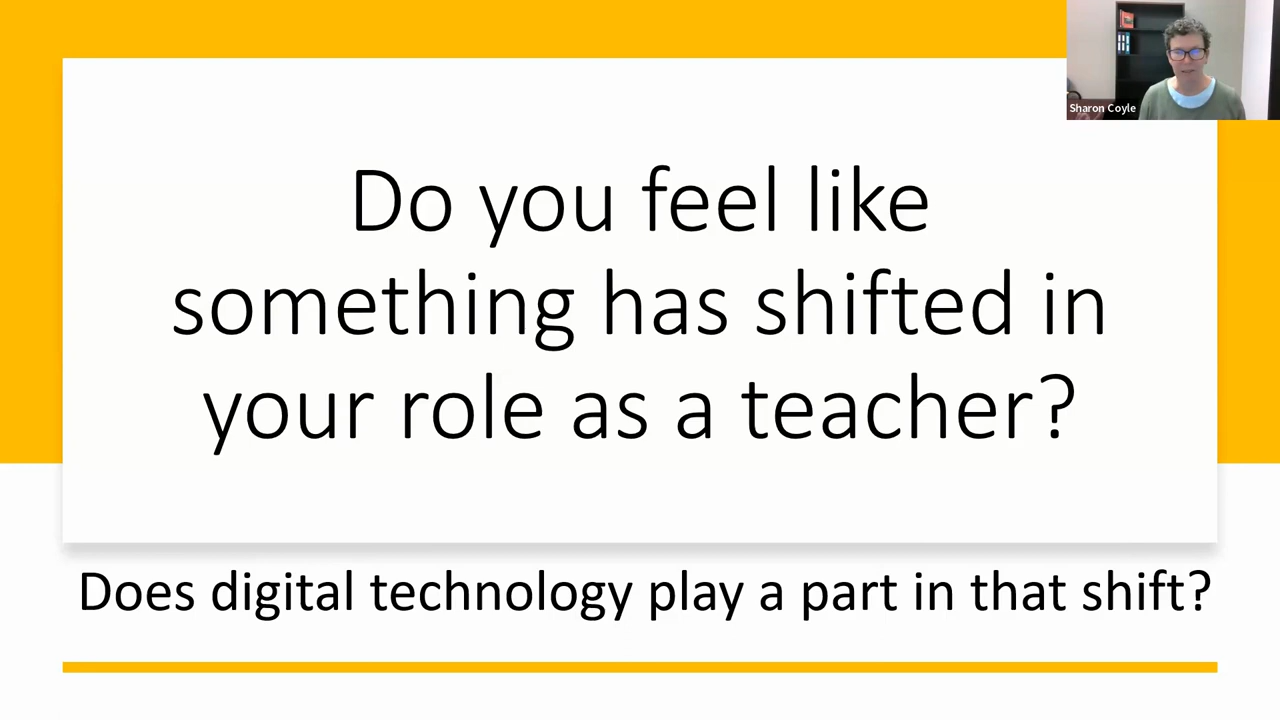 Sharon Coyle
Do you feel like
something has shifted in
your role as a teacher?
Does digital technology play a part in that shift?